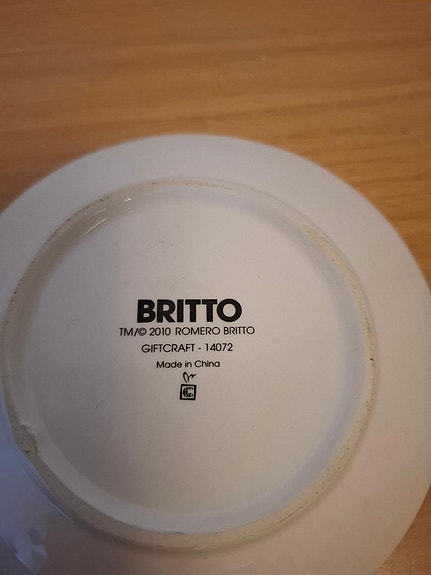 BRITTO
TM/© 2010 ROMERO BRITTO
GIFTCRAFT - 14072
Made in China